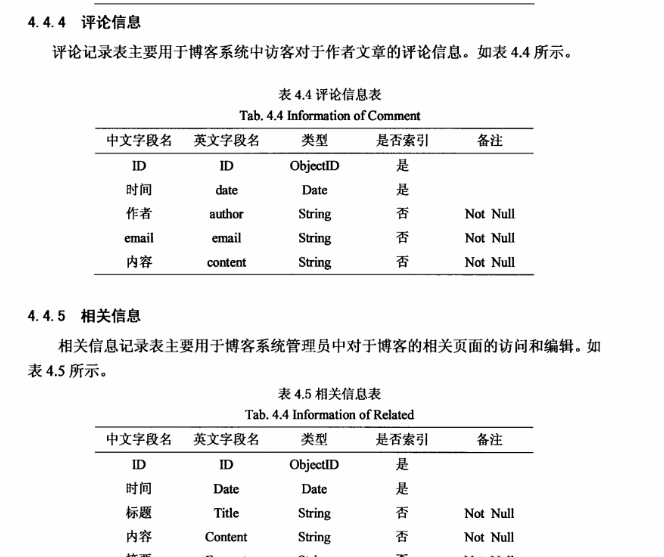 4.4.4 评论信息
评论记录表主要用于博客系统中访客对于作者文章的评论信息。如表 4.4 所示。
表 4.4 评论信息表
Tab. 4.4 Information of Comment
中文字段名 英文字段名 类型 是否索引 备注
ID ID ObjectID 是
时间 date Date 是
作者 author String 否 Not Null
email email String 否 Not Null
内容 content String 否 Not Null
4.4.5 相关信息
相关信息记录表主要用于博客系统管理员中对于博客的相关页面的访问和编辑。如
表 4.5 所示。
表 4.5 相关信息表
Tab. 4.4 Information of Related
中文字段名 英文字段名 类型 是否索引 备注
ID ID ObjectID 是
时间 Date Date 是
标题 Title String 否 Not Null
内容 Content String 否 Not Null